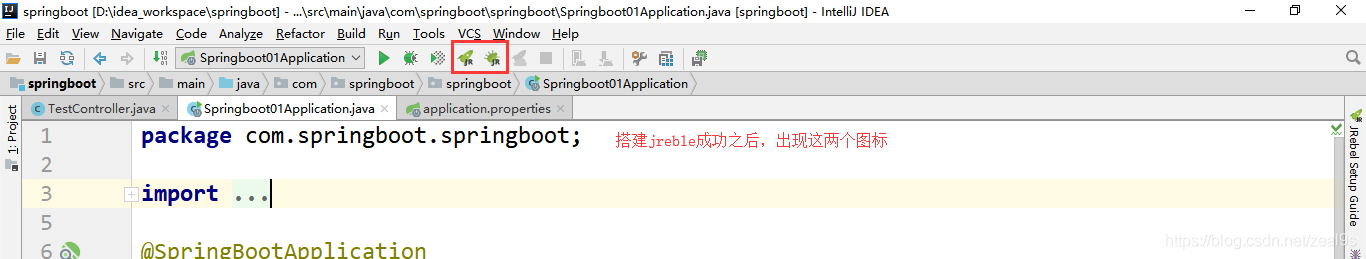 springboot [D:\idea_workspace\springboot] - ...\src\main\java\com\springboot\springboot\Springboot01Application.java [springboot] - IntelliJ IDEA
File Edit View Navigate Code Analyze Refactor Build Run Tools VCS Window Help
Springboot01Application JR JR
springboot src main java com springboot springboot Springboot01Application
TestController.java Springboot01Application.java application.properties
1: Project
JRebel Setup Guide
1 package com.springboot.springboot; 搭建jreble成功之后，出现这两个图标
2
3 import ...
5
6 @SpringBootApplication
https://blog.csdn.net/zeal9s